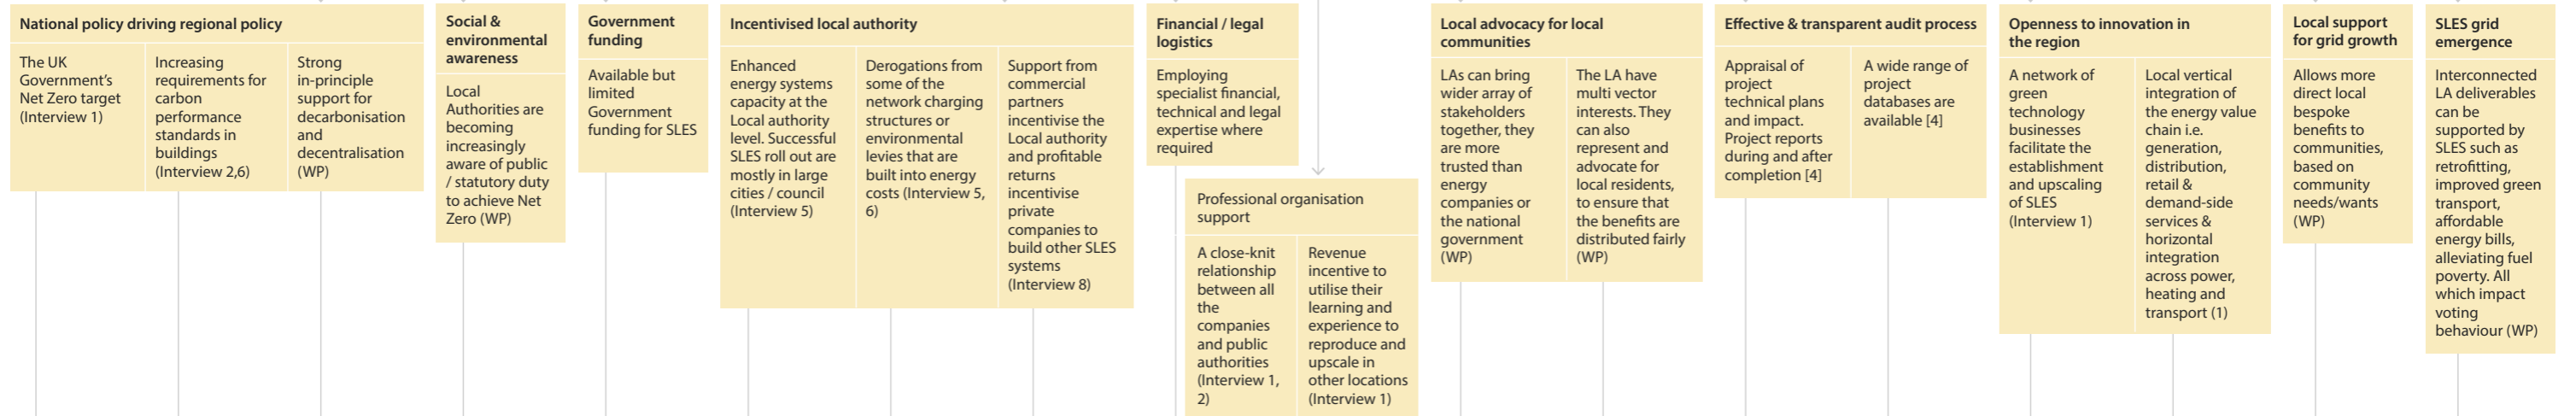 National policy driving regional policy
The UK
Government's
Net Zero target
(Interview 1)
Increasing
requirements for
carbon
performance
standards in
buildings
(Interview 2,6)
Strong
in-principle
support for
decarbonisation
and
decentralisation
(WP)
Social &
environmental
awareness
Local
Authorities are
becoming
increasingly
aware of public
/ statutory duty
to achieve Net
Zero (WP)
Government
funding
Available but
limited
Government
funding for SLES
Incentivised local authority
Enhanced
energy systems
capacity at the
Local authority
level. Successful
SLES roll out are
mostly in large
cities / council
(Interview 5)
Derogations from
some of the
network charging
structures or
environmental
levies that are
built into energy
costs (Interview 5,
6)
Support from
commercial
partners
incentivise the
Local authority
and profitable
returns
incentivise
private
companies to
build other SLES
systems
(Interview 8)
Financial / legal
logistics
Employing
specialist financial,
technical and legal
expertise where
required
Professional organisation
support
A close-knit
relationship
between all
the
companies
and public
authorities
(Interview 1,
2)
Revenue
incentive to
utilise their
learning and
experience to
reproduce and
upscale in
other locations
(Interview 1)
Local advocacy for local
communities
LAs can bring
wider array of
stakeholders
together, they
are more
trusted than
energy
companies or
the national
government
(WP)
The LA have
multi vector
interests. They
can also
represent and
advocate for
local residents,
to ensure that
the benefits are
distributed fairly
(WP)
Effective & transparent audit process
Appraisal of
project
technical plans
and impact.
Project reports
during and after
completion [4]
A wide range of
project
databases are
available [4]
Openness to innovation in
the region
A network of
green
technology
businesses
facilitate the
establishment
and upscaling
of SLES
(Interview 1)
Local vertical
integration of
the energy value
chain i.e.
generation,
distribution,
retail &
demand-side
services &
horizontal
integration
across power,
heating and
transport (1)
Local support
for grid growth
Allows more
direct local
bespoke
benefits to
communities,
based on
community
needs/wants
(WP)
SLES grid
emergence
Interconnected
LA deliverables
can be
supported by
SLES such as
retrofitting,
improved green
transport,
affordable
energy bills,
alleviating fuel
poverty. All
which impact
voting
behaviour (WP)